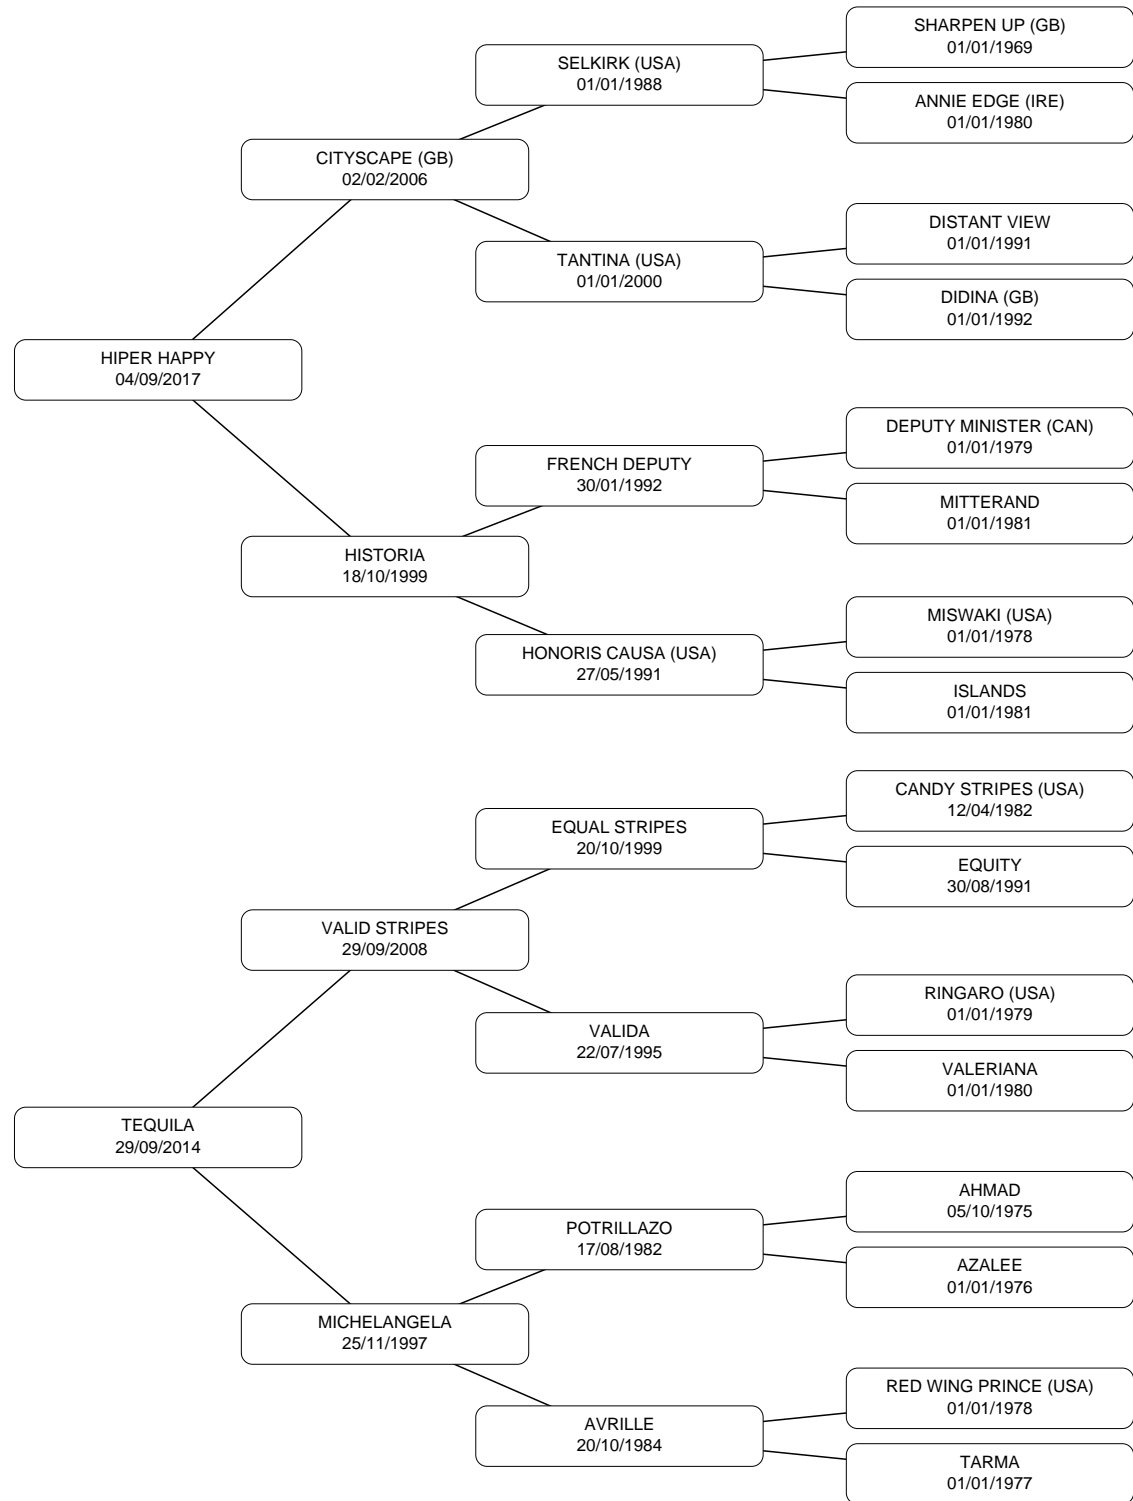 SHARPEN UP (GB)
01/01/1969
SELKIRK (USA)
01/01/1988
ANNIE EDGE (IRE)
01/01/1980
CITYSCAPE (GB)
02/02/2006
DISTANT VIEW
01/01/1991
TANTINA (USA)
01/01/2000
DIDINA (GB)
01/01/1992
HIPER HAPPY
04/09/2017
DEPUTY MINISTER (CAN)
01/01/1979
FRENCH DEPUTY
30/01/1992
MITTERAND
01/01/1981
HISTORIA
18/10/1999
MISWAKI (USA)
01/01/1978
HONORIS CAUSA (USA)
27/05/1991
ISLANDS
01/01/1981
CANDY STRIPES (USA)
12/04/1982
EQUAL STRIPES
20/10/1999
EQUITY
30/08/1991
VALID STRIPES
29/09/2008
RINGARO (USA)
01/01/1979
VALIDA
22/07/1995
VALERIANA
01/01/1980
TEQUILA
29/09/2014
AHMAD
05/10/1975
POTRILLAZO
17/08/1982
AZALEE
01/01/1976
MICHELANGELA
25/11/1997
RED WING PRINCE (USA)
01/01/1978
AVRILLE
20/10/1984
TARMA
01/01/1977